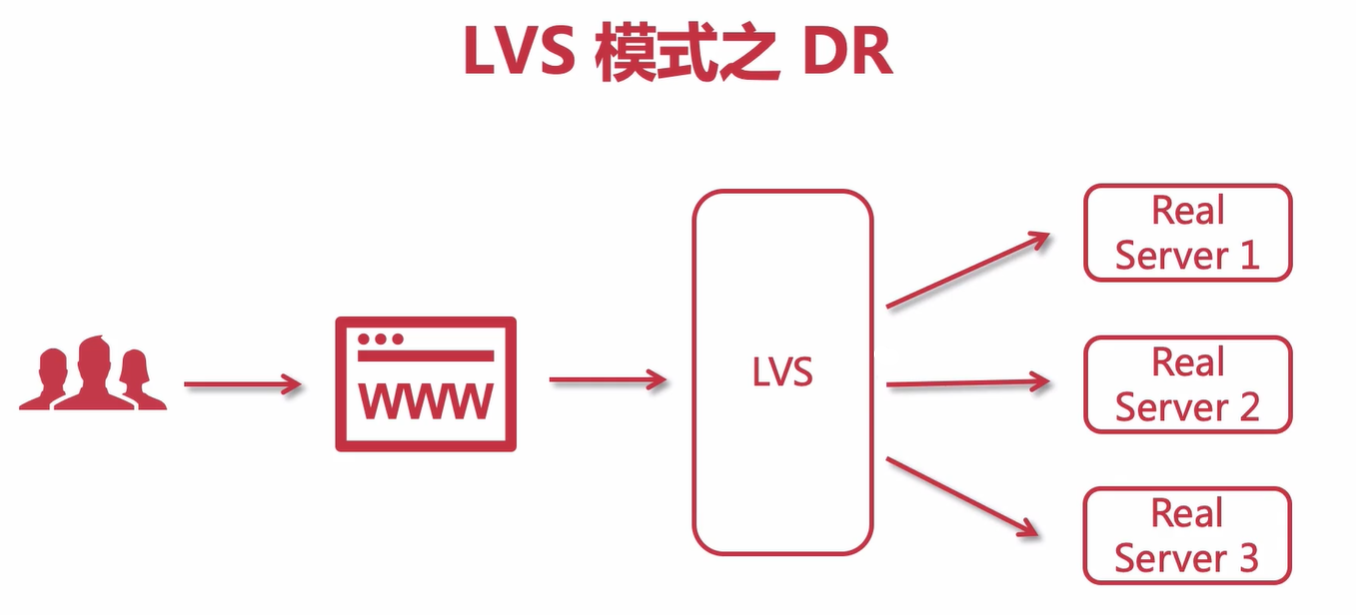 LVS 模式之 DR
WWW
LVS
Real
Server 1
Real
Server 2
Real
Server 3